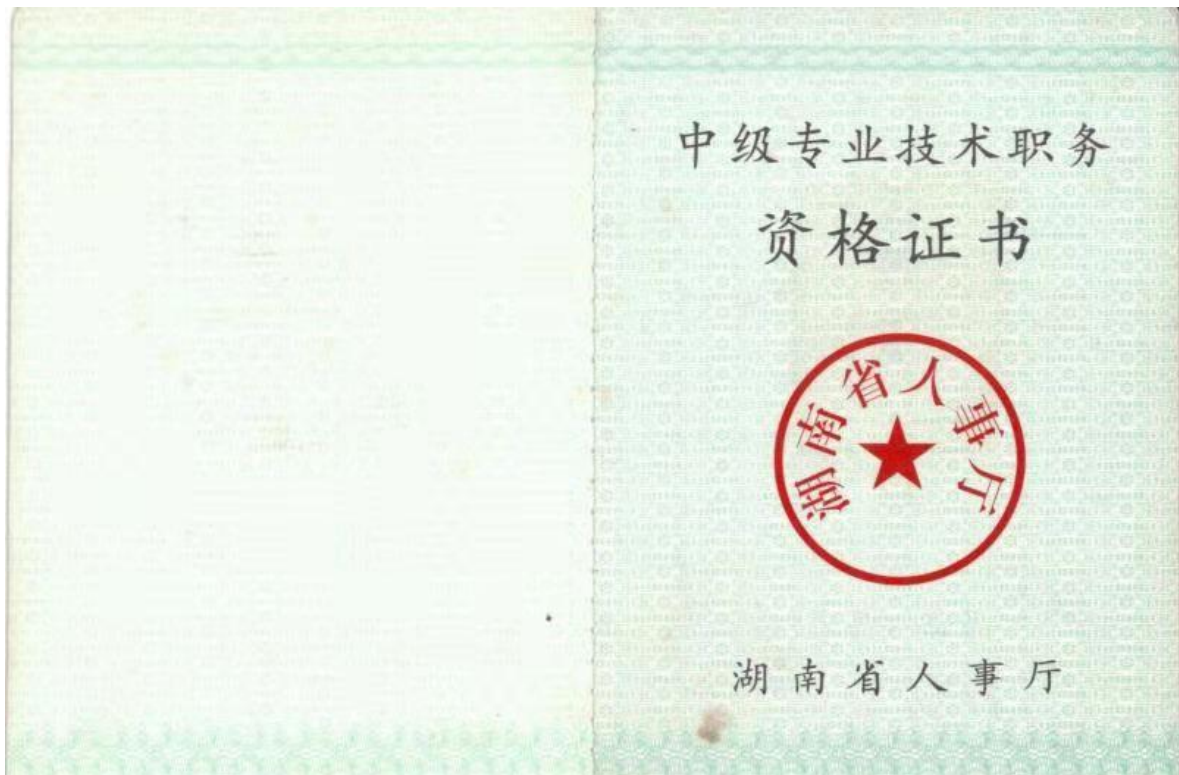 中级专业技术职务
资格证书
湖南省人事厅
湖南省人事厅